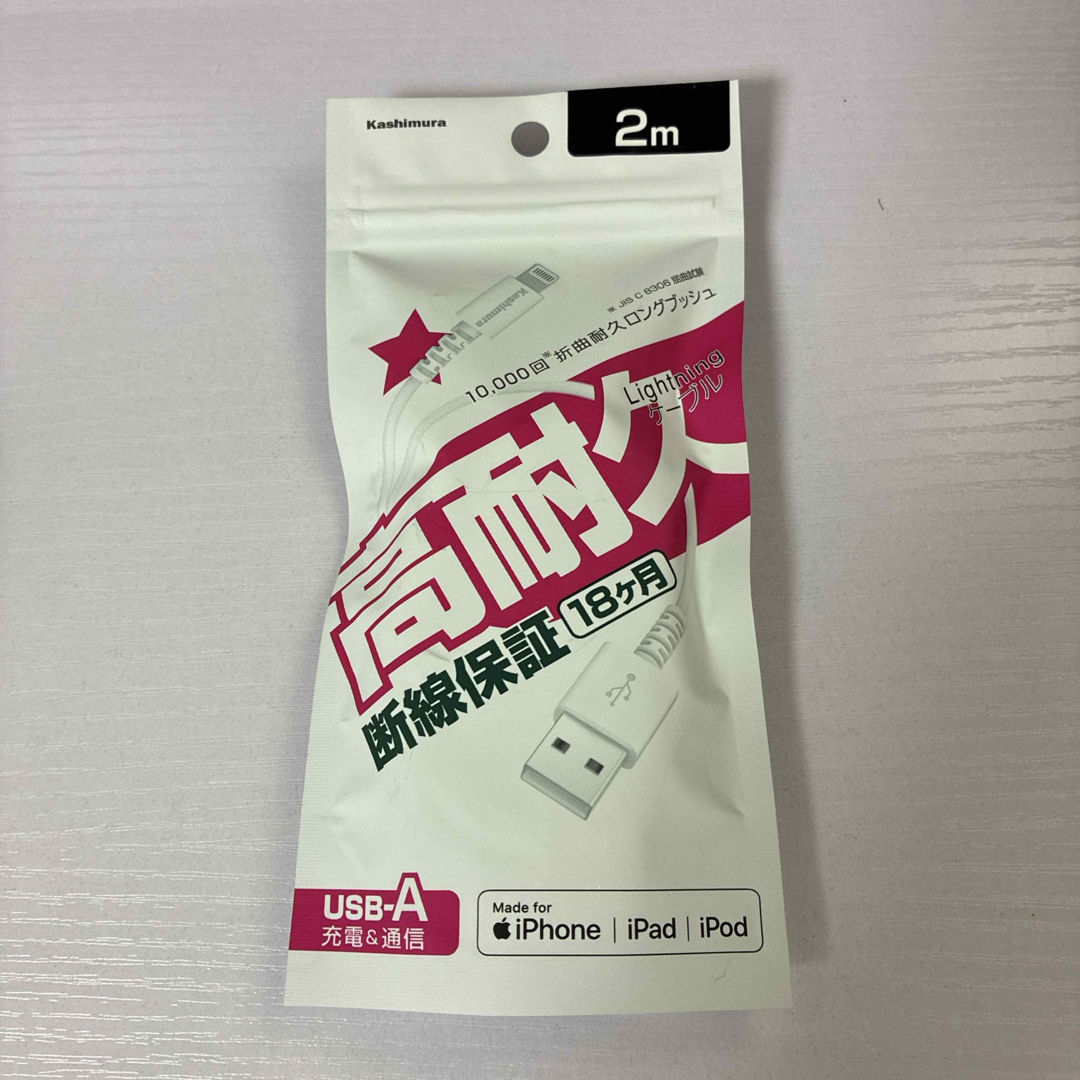 Kashimura
2m
Kashimura
※ JIS C 8306 屈曲試験
10,000回※折曲耐久ロングブッシュ
Lightning
ケーブル
高耐久
断線保証 18ヶ月
USB-A
充電&通信
Made for
iPhone | iPad | iPod